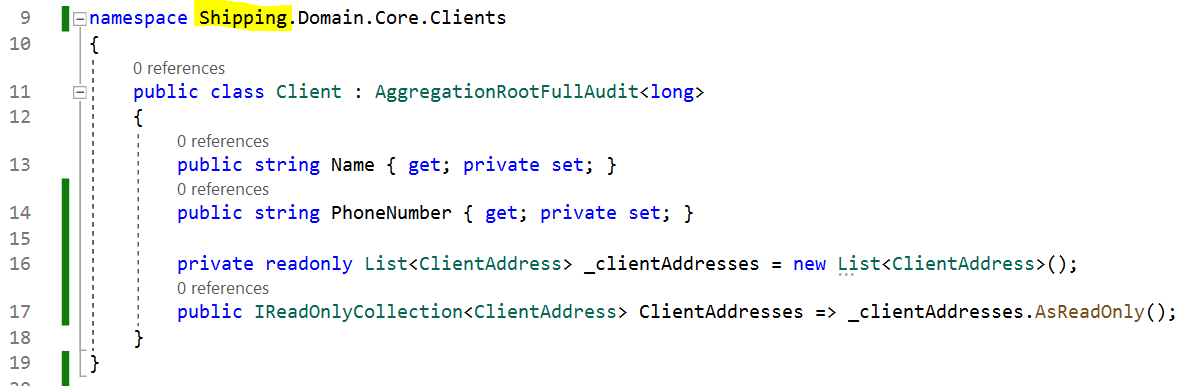 9 namespace Shipping.Domain.Core.Clients
10 {
0 references
11 public class Client : AggregationRootFullAudit<long>
12 {
0 references
13 public string Name { get; private set; }
0 references
14 public string PhoneNumber { get; private set; }
15
16 private readonly List<ClientAddress> _clientAddresses = new List<ClientAddress>();
0 references
17 public IReadOnlyCollection<ClientAddress> ClientAddresses => _clientAddresses.AsReadOnly();
18 }
19 }